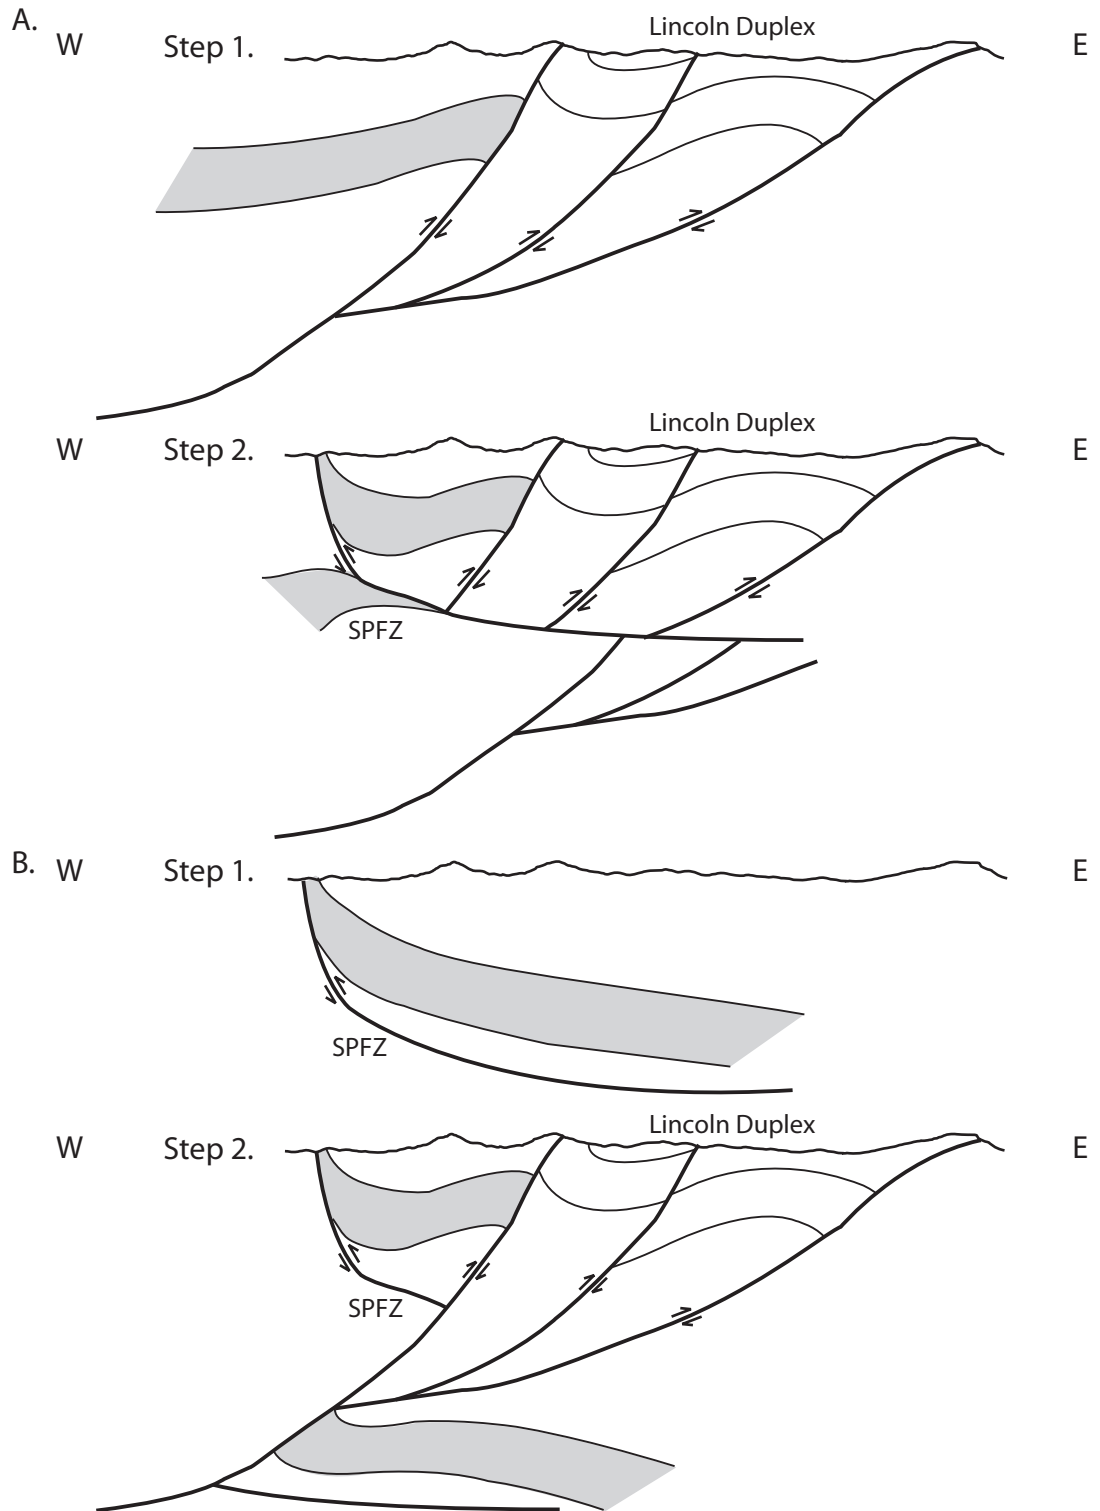 A.
W Step 1. Lincoln Duplex E
W Step 2. Lincoln Duplex E
SPFZ
B. W Step 1. E
SPFZ
W Step 2. Lincoln Duplex E
SPFZ